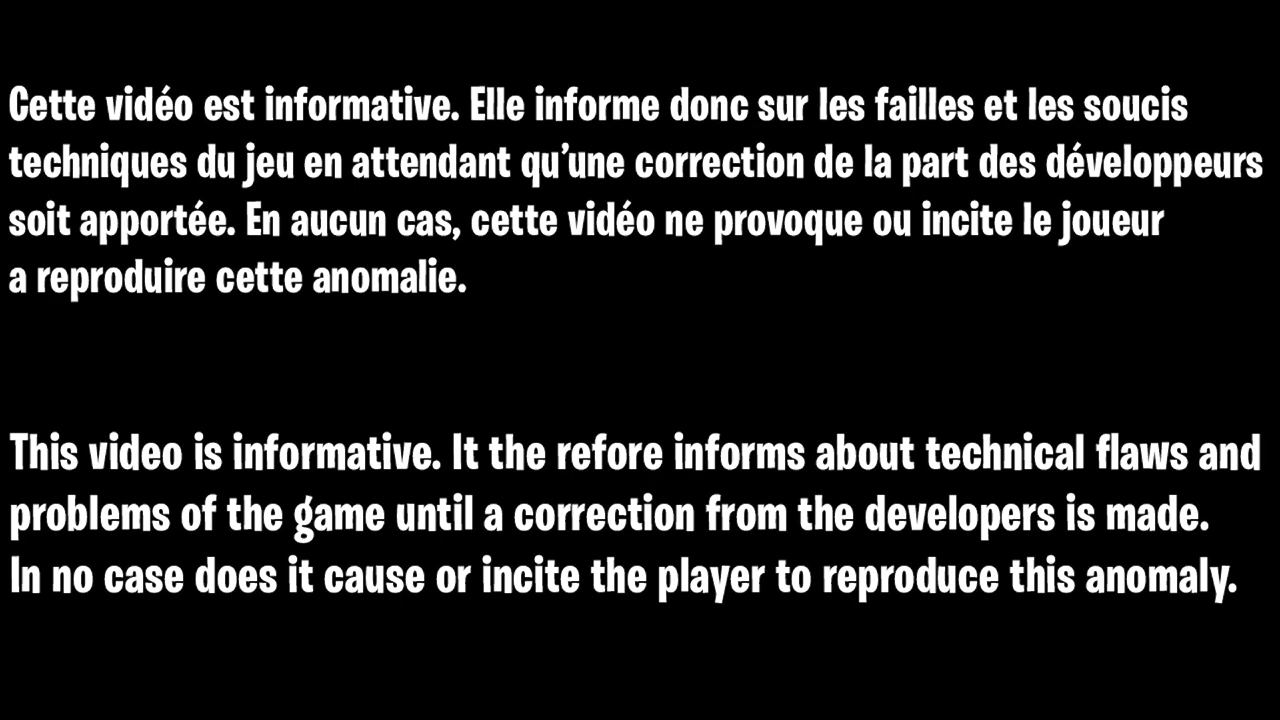 Cette vidéo est informative. Elle informe donc sur les failles et les soucis
techniques du jeu en attendant qu’une correction de la part des développeurs
soit apportée. En aucun cas, cette vidéo ne provoque ou incite le joueur
a reproduire cette anomalie.
This video is informative. It the refore informs about technical flaws and
problems of the game until a correction from the developers is made.
In no case does it cause or incite the player to reproduce this anomaly.